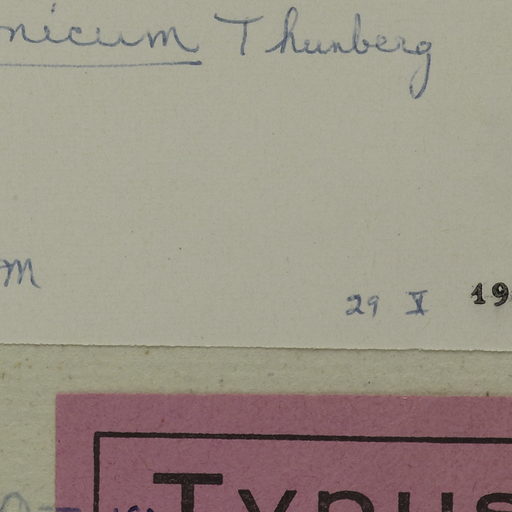 nicum Thunberg
m
29 X 19
Typus